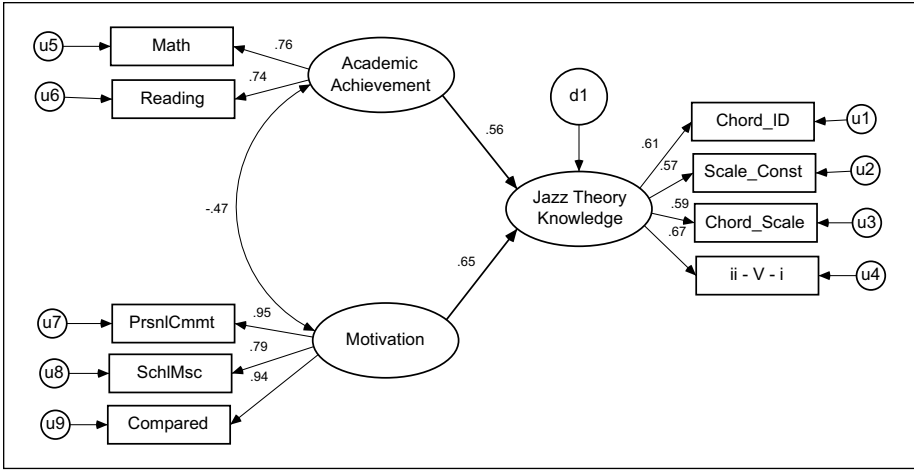 u5
Math
.76
u6
Reading
.74
Academic
Achievement
-.47
.56
d1
Jazz Theory
Knowledge
.61
Chord_ID
u1
.57
Scale_Const
u2
.59
Chord_Scale
u3
.67
ii - V - i
u4
.65
u7
PrsnlCmmt
.95
Motivation
u8
SchlMsc
.79
u9
Compared
.94